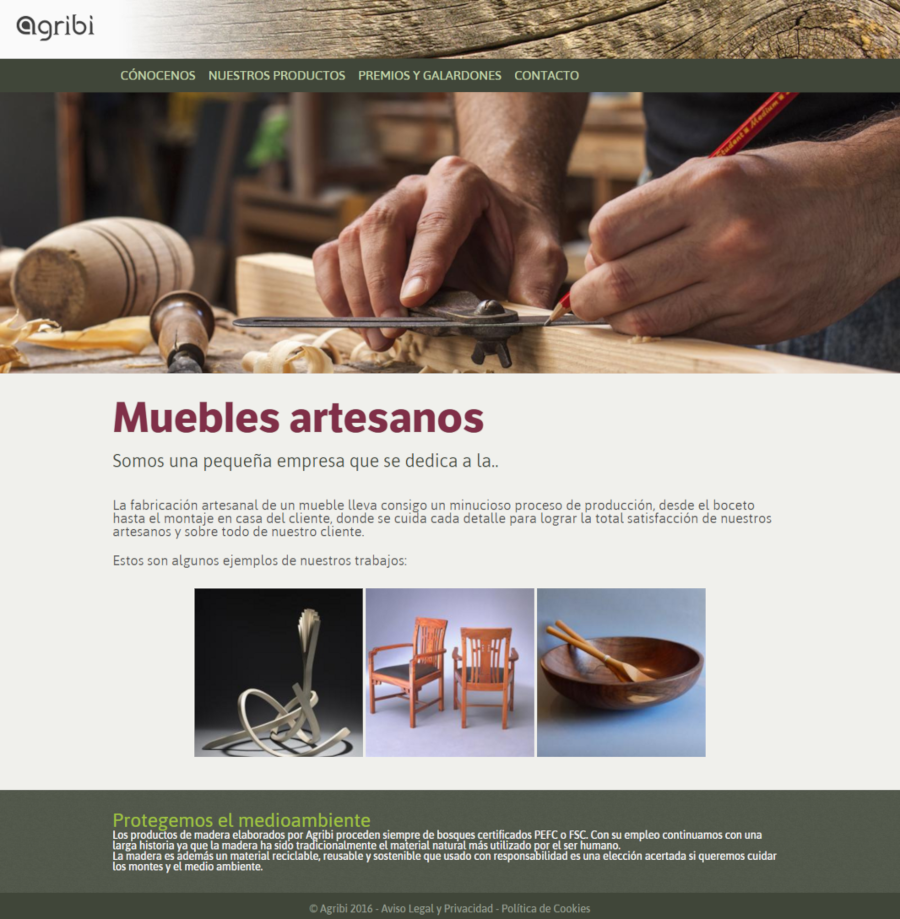 agribi
CÓNOCENOS NUESTROS PRODUCTOS PREMIOS Y GALARDONES CONTACTO
Student & Medium
Muebles artesanos
Somos una pequeña empresa que se dedica a la..
La fabricación artesanal de un mueble lleva consigo un minucioso proceso de producción, desde el boceto
hasta el montaje en casa del cliente, donde se cuida cada detalle para lograr la total satisfacción de nuestros
artesanos y sobre todo de nuestro cliente.
Estos son algunos ejemplos de nuestros trabajos:
Protegemos el medioambiente
Los productos de madera elaborados por Agribi proceden siempre de bosques certificados PEFC o FSC. Con su empleo continuamos con una
larga historia ya que la madera ha sido tradicionalmente el material natural más utilizado por el ser humano.
La madera es además un material reciclable, reusable y sostenible que usado con responsabilidad es una elección acertada si queremos cuidar
los montes y el medio ambiente.
© Agribi 2016 - Aviso Legal y Privacidad - Política de Cookies